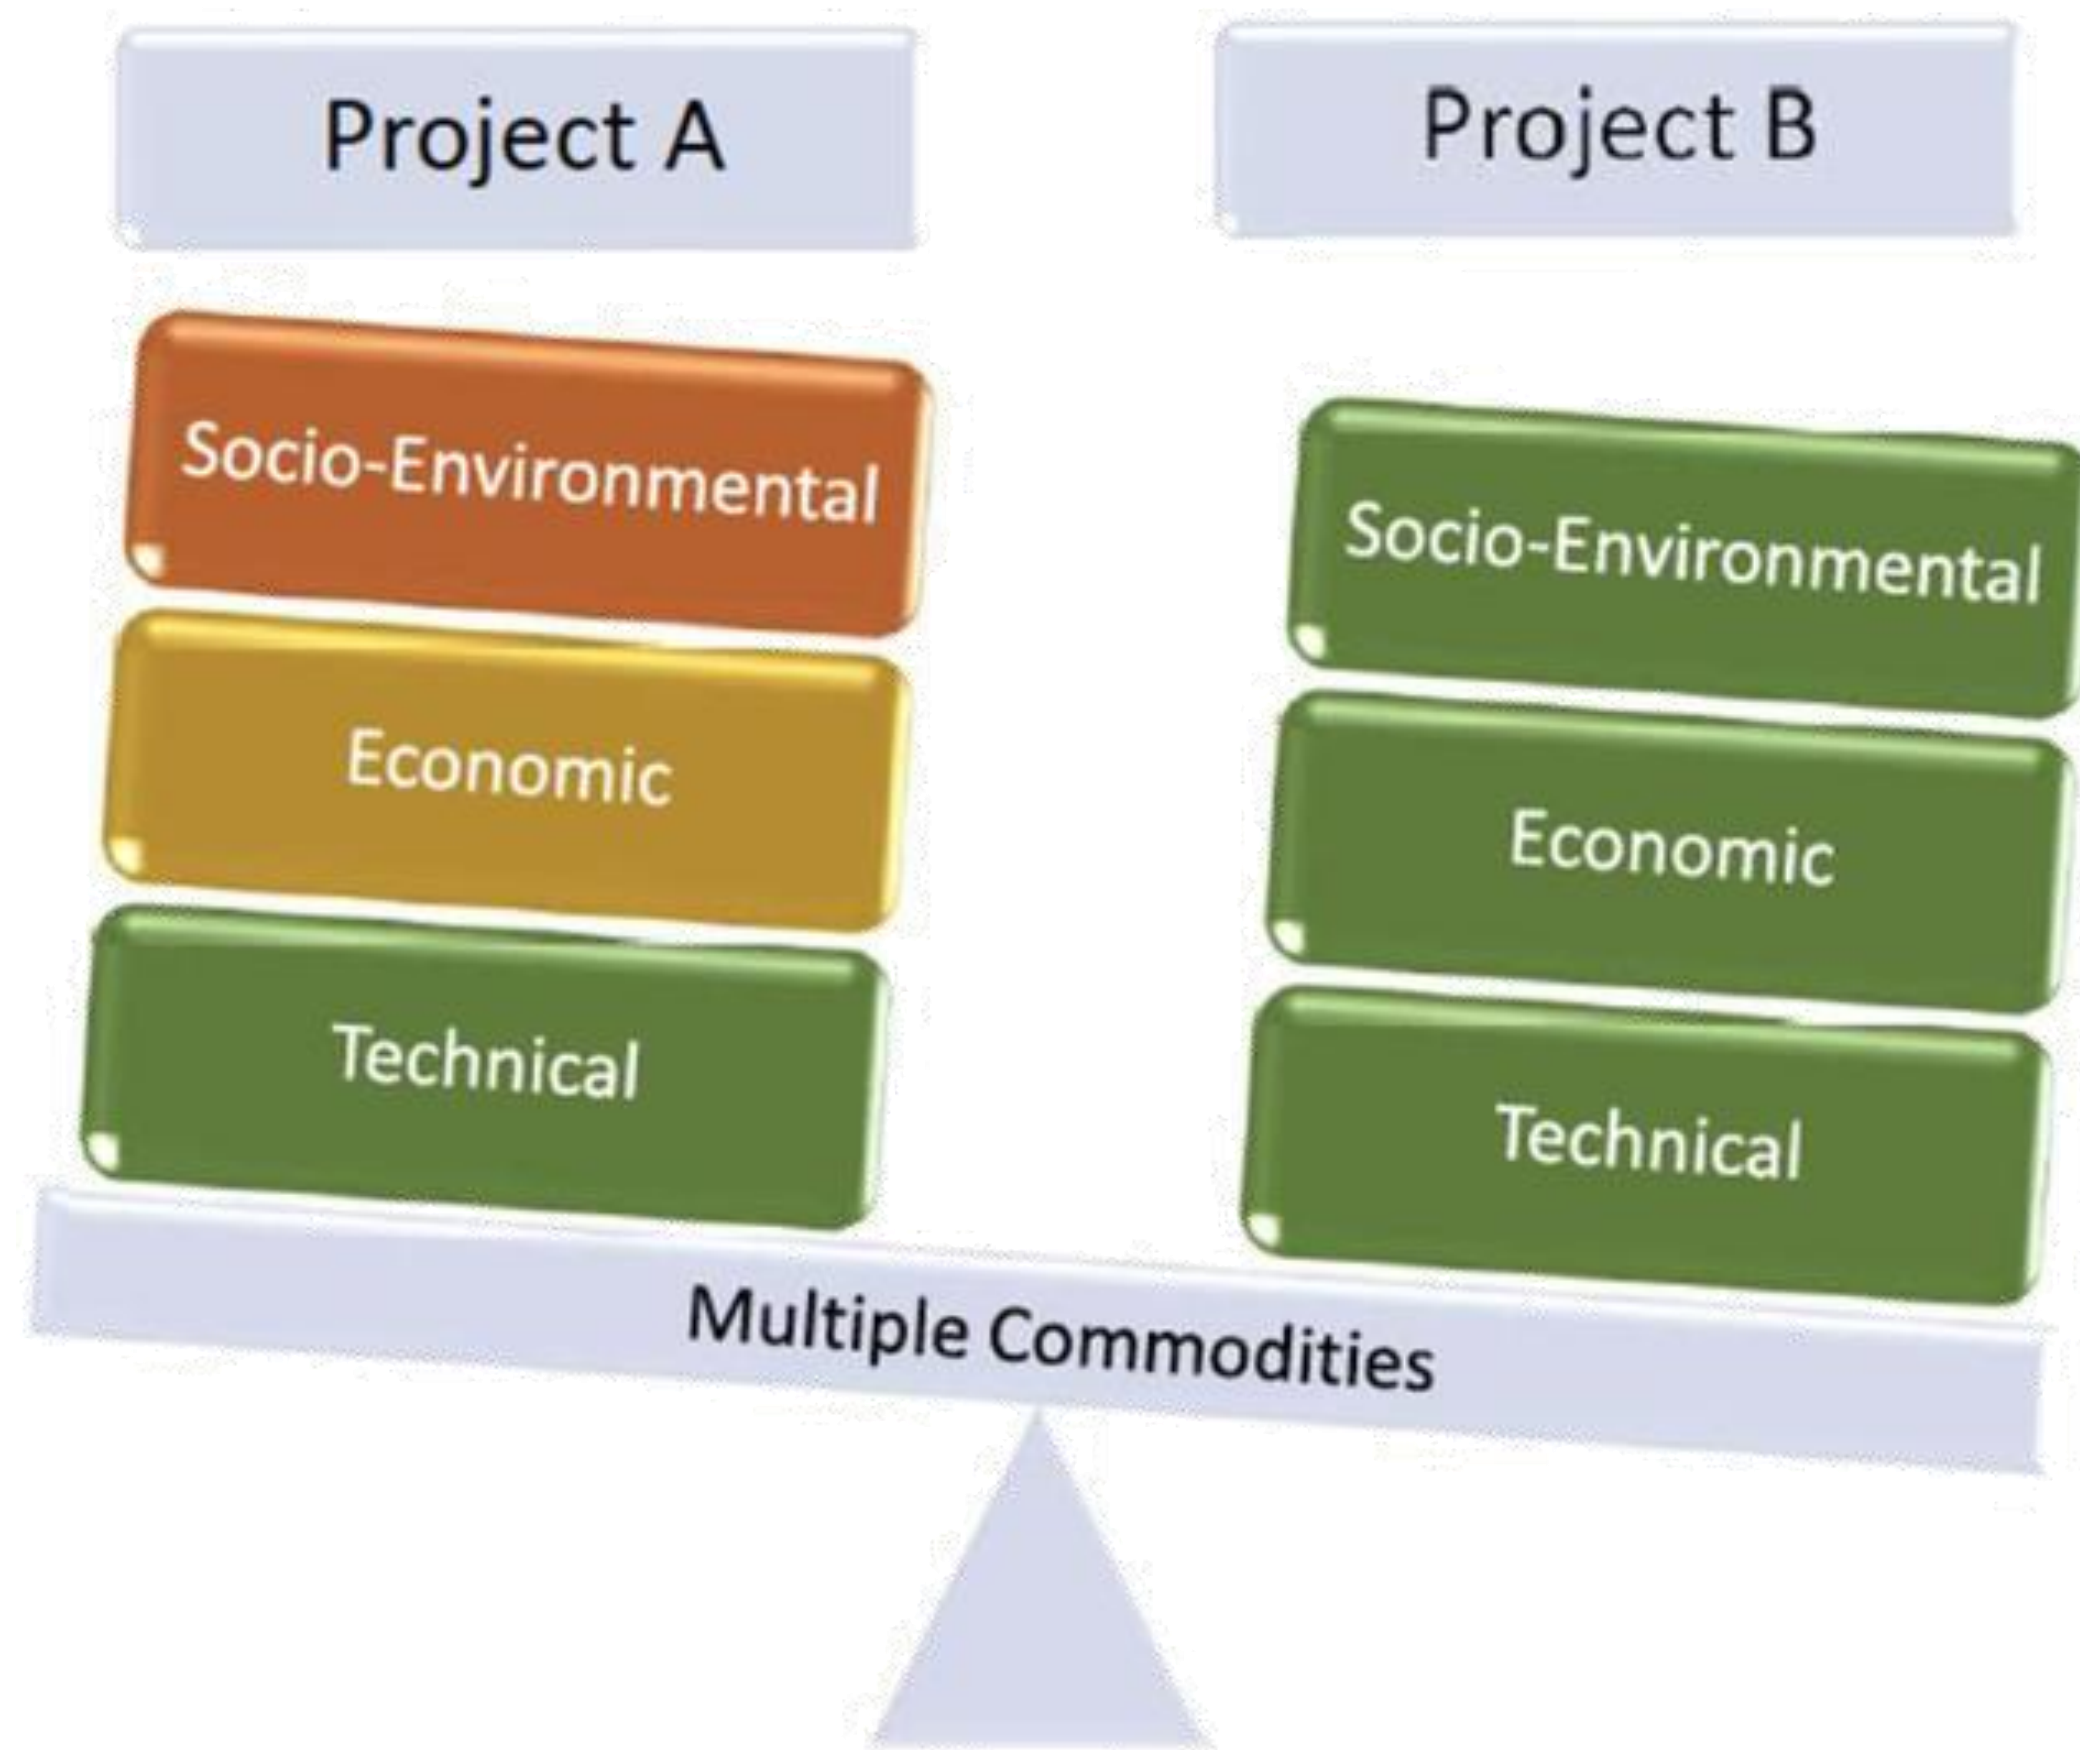 Project A
Project B
Socio-Environmental
Economic
Technical
Socio-Environmental
Economic
Technical
Multiple Commodities